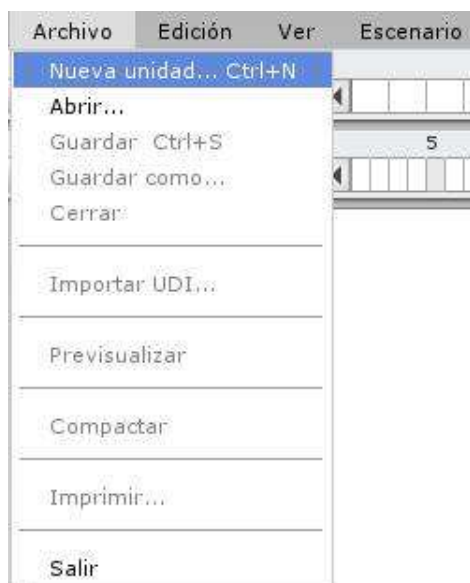 Archivo Edición Ver Escenario
Nueva unidad... Ctrl+N
Abrir...
Guardar Ctrl+S
Guardar como...
5
Cerrar
Importar UDI...
Previsualizar
Compactar
Imprimir...
Salir